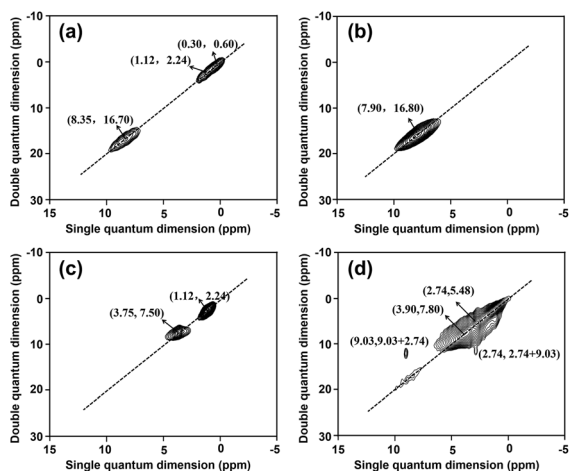 (a)
(0.30, 0.60)
(1.12, 2.24)
(8.35, 16.70)
Double quantum dimension (ppm)
-10
0
10
20
30
15 10 5 0 -5
Single quantum dimension (ppm)
(b)
(7.90, 16.80)
Double quantum dimension (ppm)
-10
0
10
20
30
15 10 5 0 -5
Single quantum dimension (ppm)
(c)
(1.12, 2.24)
(3.75, 7.50)
Double quantum dimension (ppm)
-10
0
10
20
30
15 10 5 0 -5
Single quantum dimension (ppm)
(d)
(2.74,5.48)
(3.90,7.80)
(9.03,9.03+2.74)
(2.74, 2.74+9.03)
Double quantum dimension (ppm)
-10
0
10
20
30
15 10 5 0 -5
Single quantum dimension (ppm)